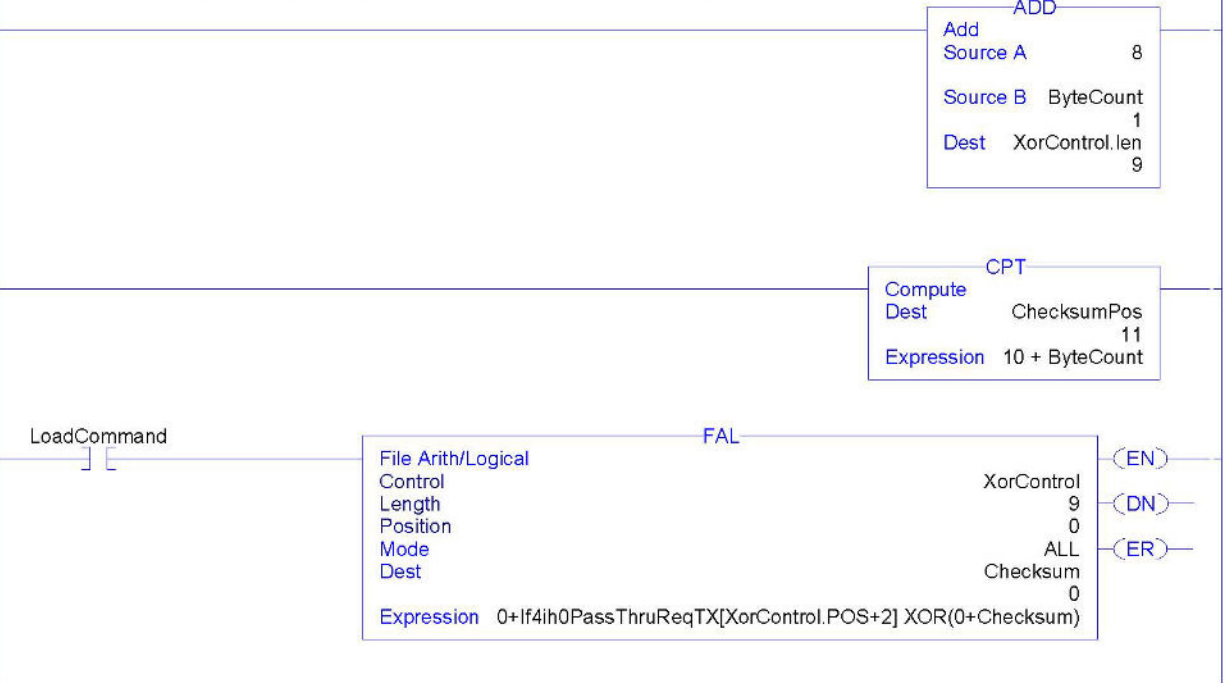 ADD
Add
Source A 8
Source B ByteCount
1
Dest XorControl.len
9
CPT
Compute
Dest ChecksumPos
11
Expression 10 + ByteCount
LoadCommand
FAL
File Arith/Logical
Control XorControl
Length 9
Position 0
Mode ALL
Dest Checksum
0
Expression 0+If4ih0PassThruReqTX[XorControl.POS+2] XOR(0+Checksum)
EN
DN
ER